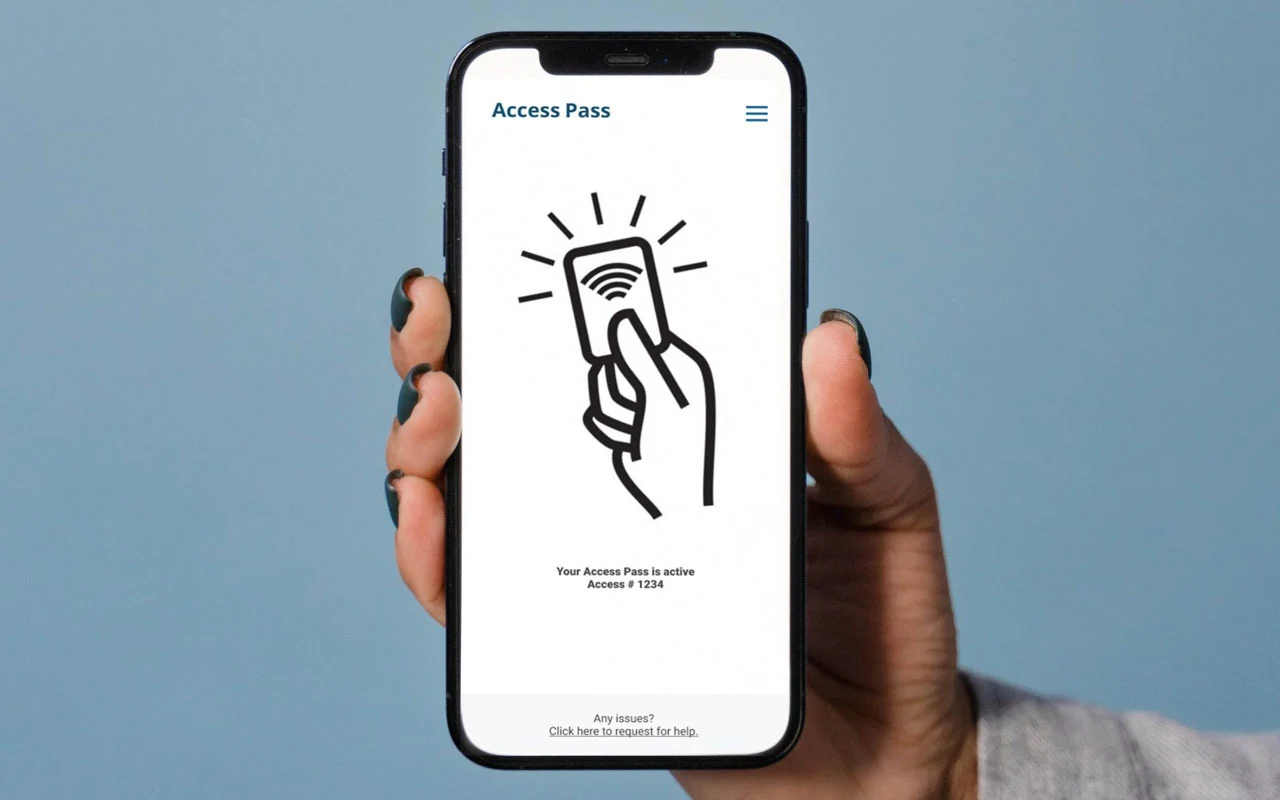 Access Pass
Your Access Pass is active
Access # 1234
Any issues?
Click here to request for help.